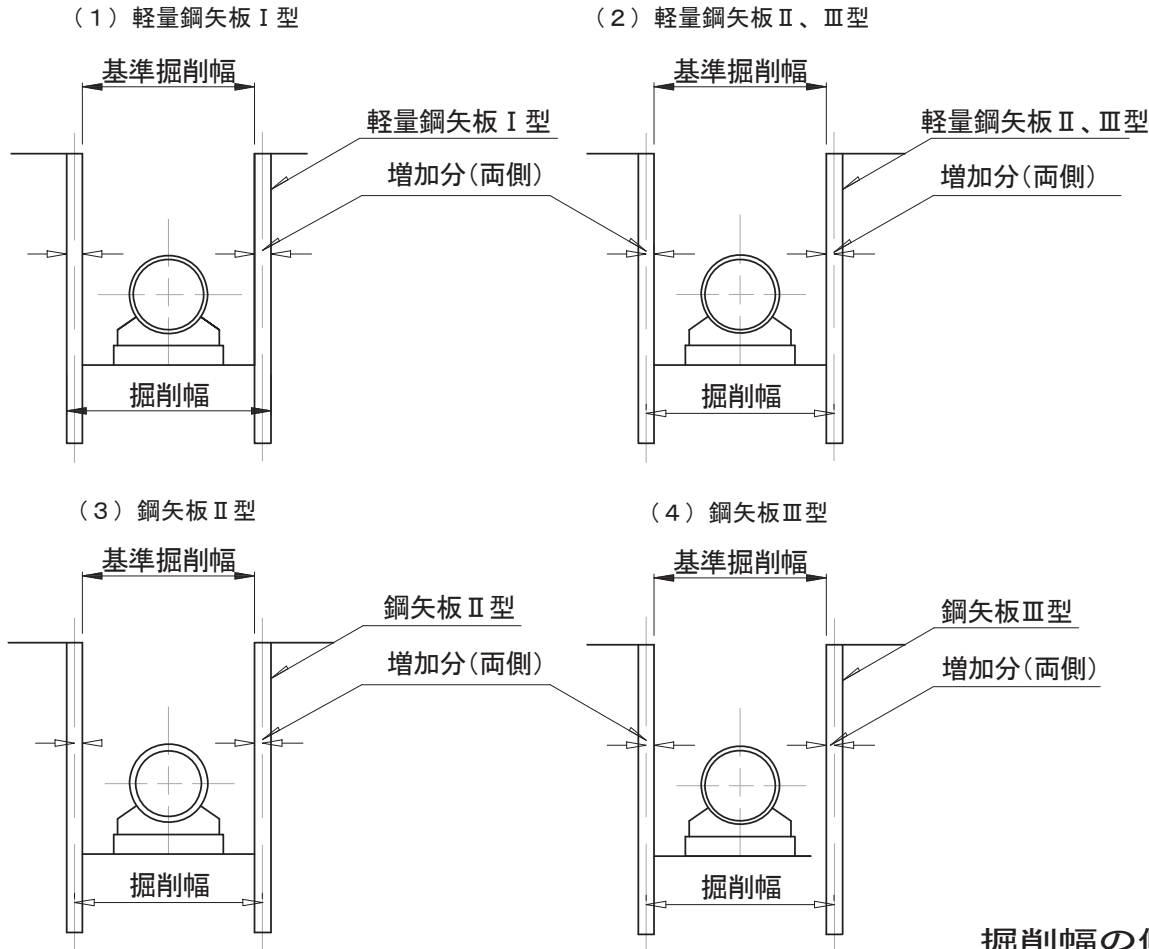 （1）軽量鋼矢板Ⅰ型
基準掘削幅
軽量鋼矢板Ⅰ型
増加分（両側）
掘削幅
（2）軽量鋼矢板Ⅱ、Ⅲ型
基準掘削幅
軽量鋼矢板Ⅱ、Ⅲ型
増加分（両側）
掘削幅
（3）鋼矢板Ⅱ型
基準掘削幅
鋼矢板Ⅱ型
増加分（両側）
掘削幅
（4）鋼矢板Ⅲ型
基準掘削幅
鋼矢板Ⅲ型
増加分（両側）
掘削幅
掘削幅の